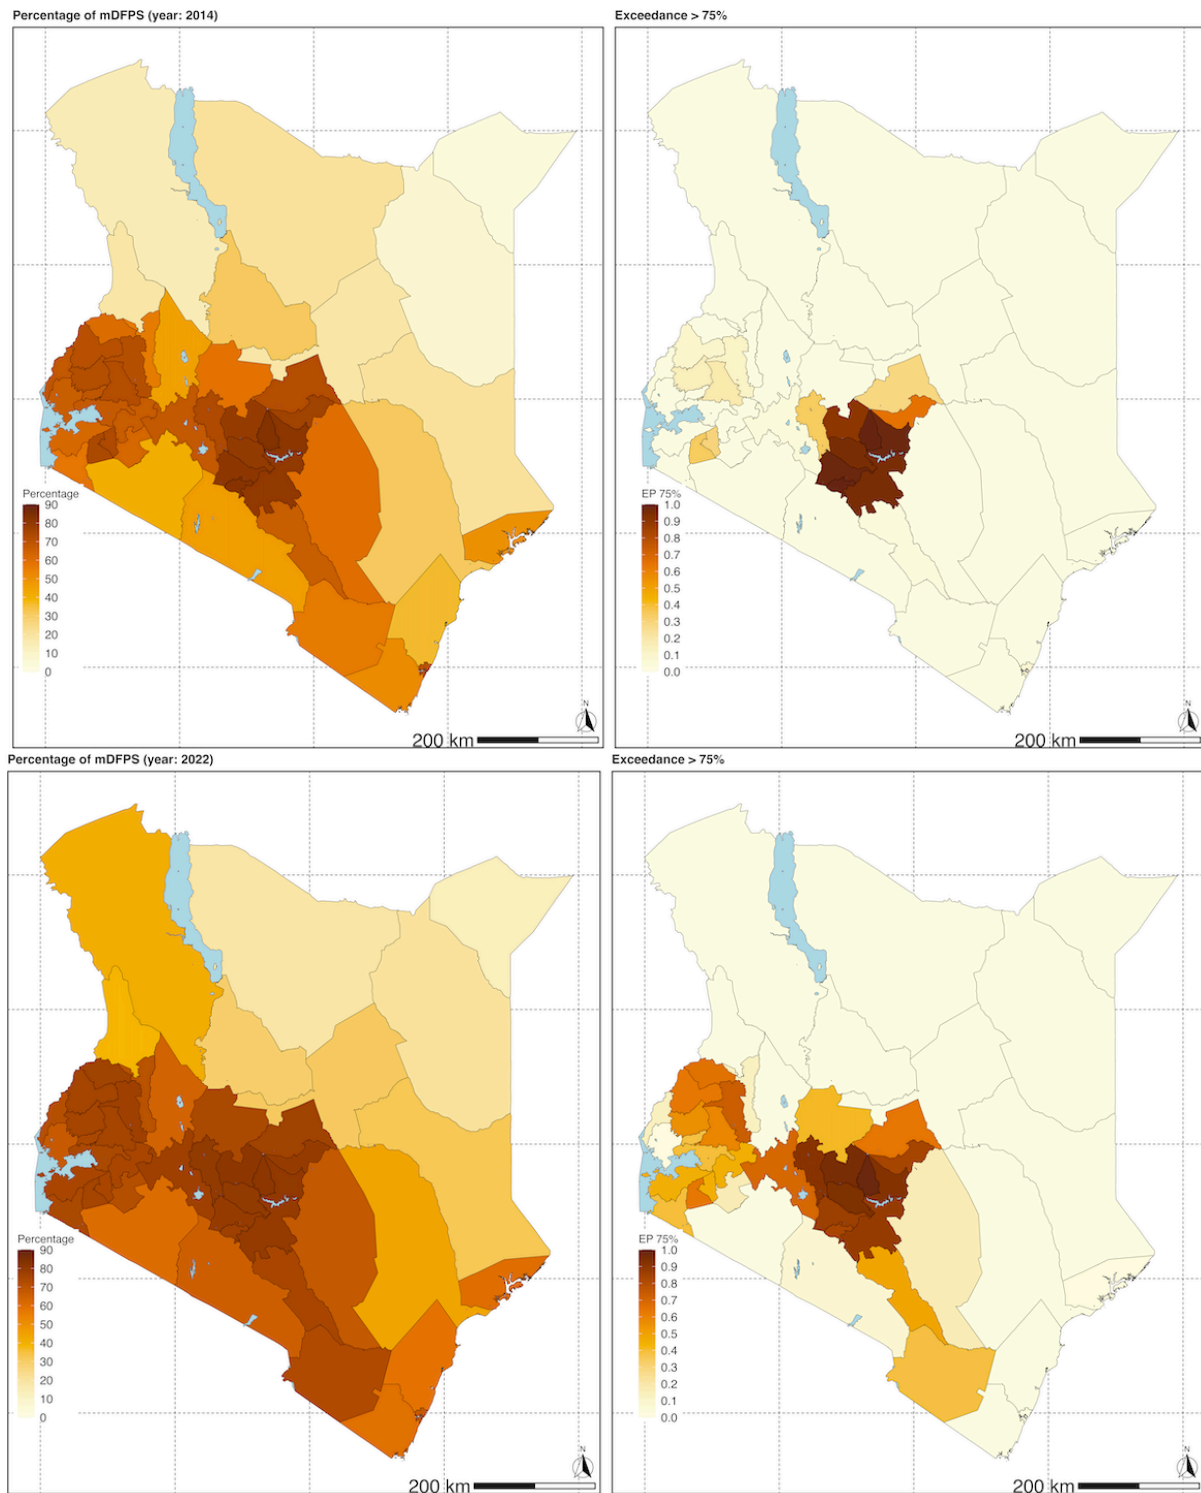 Percentage of mDFPS (year: 2014)
Percentage
90
80
70
60
50
40
30
20
10
0
N
200 km
Exceedance > 75%
EP 75%
1.0
0.9
0.8
0.7
0.6
0.5
0.4
0.3
0.2
0.1
0.0
N
200 km
Percentage of mDFPS (year: 2022)
Percentage
90
80
70
60
50
40
30
20
10
0
N
200 km
Exceedance > 75%
EP 75%
1.0
0.9
0.8
0.7
0.6
0.5
0.4
0.3
0.2
0.1
0.0
N
200 km